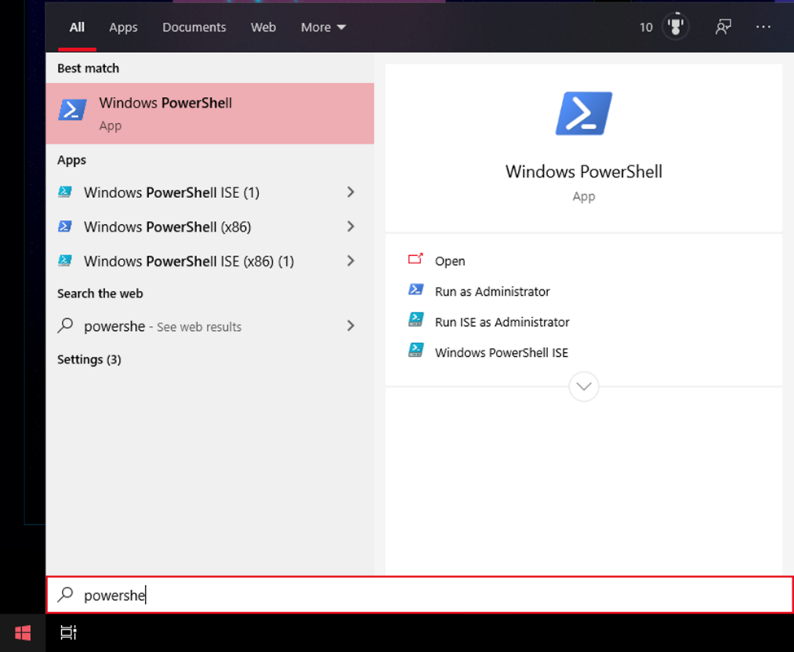 All Apps Documents Web More 10 ...
Best match
Windows PowerShell
App
Apps
Windows PowerShell ISE (1)
Windows PowerShell (x86)
Windows PowerShell ISE (x86) (1)
Search the web
powershe - See web results
Settings (3)
Windows PowerShell
App
Open
Run as Administrator
Run ISE as Administrator
Windows PowerShell ISE
powershe